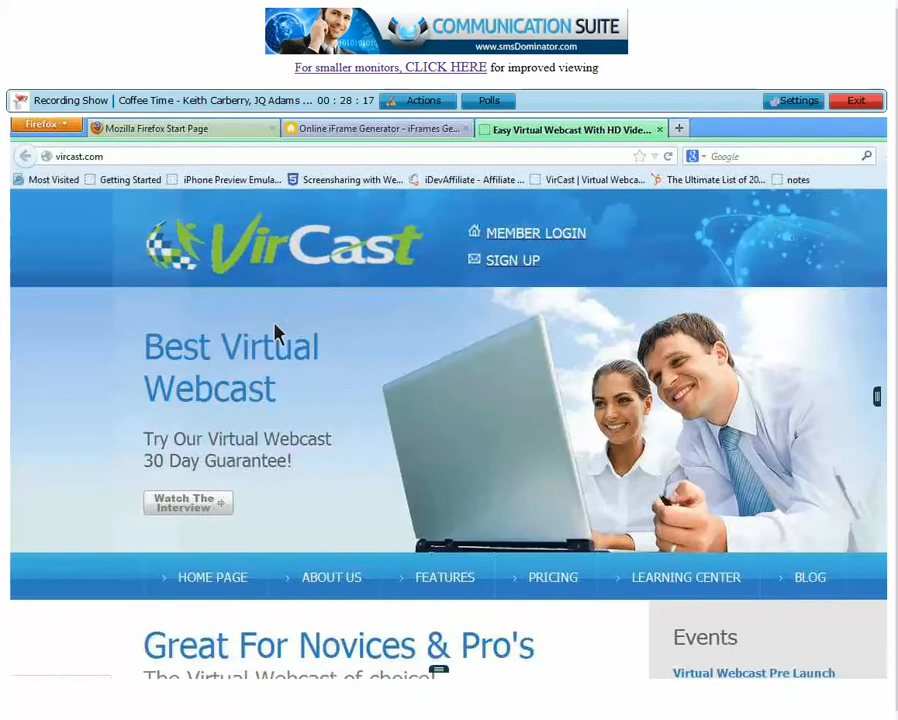 COMMUNICATION SUITE
www.smsDominator.com
For smaller monitors, CLICK HERE for improved viewing
Recording Show | Coffee Time - Keith Carberry, JQ Adams ... | 00 : 28 : 17 Actions Polls Settings Exit
Firefox Mozilla Firefox Start Page Online iFrame Generator - iFrames Ge... Easy Virtual Webcast With HD Vide... × +
vircast.com Google
Most Visited Getting Started iPhone Preview Emula... Screensharing with We... iDevAffiliate - Affiliate ... VirCast | Virtual Webca... The Ultimate List of 20... notes
VirCast
MEMBER LOGIN
SIGN UP
Best Virtual
Webcast
Try Our Virtual Webcast
30 Day Guarantee!
Watch The
Interview
HOME PAGE ABOUT US FEATURES PRICING LEARNING CENTER BLOG
Great For Novices & Pro's
The Virtual Webcast of choice!
Events
Virtual Webcast Pre Launch